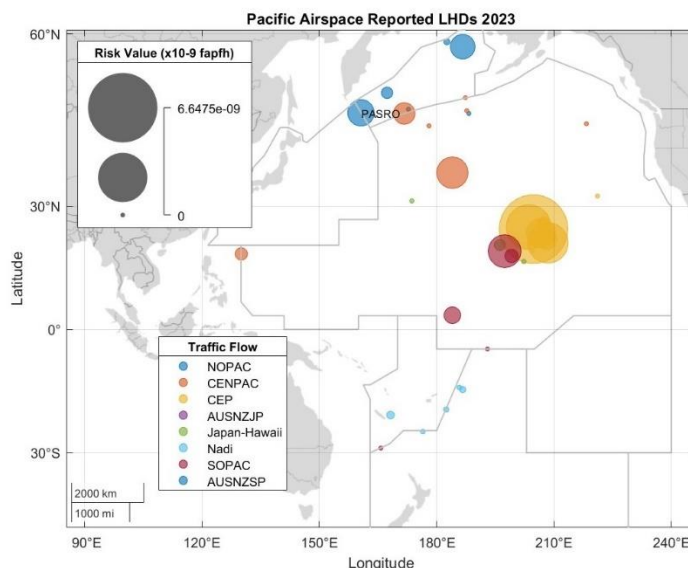 Pacific Airspace Reported LHDs 2023
Risk Value (x10-9 fapfh)
6.6475e-09
0
PASRO
Traffic Flow
NOPAC
CENPAC
CEP
AUSNZJP
Japan-Hawaii
Nadi
SOPAC
AUSNZSP
2000 km
1000 mi
60°N
30°N
0°
30°S
Latitude
90°E
120°E
150°E
180°E
210°E
240°E
Longitude